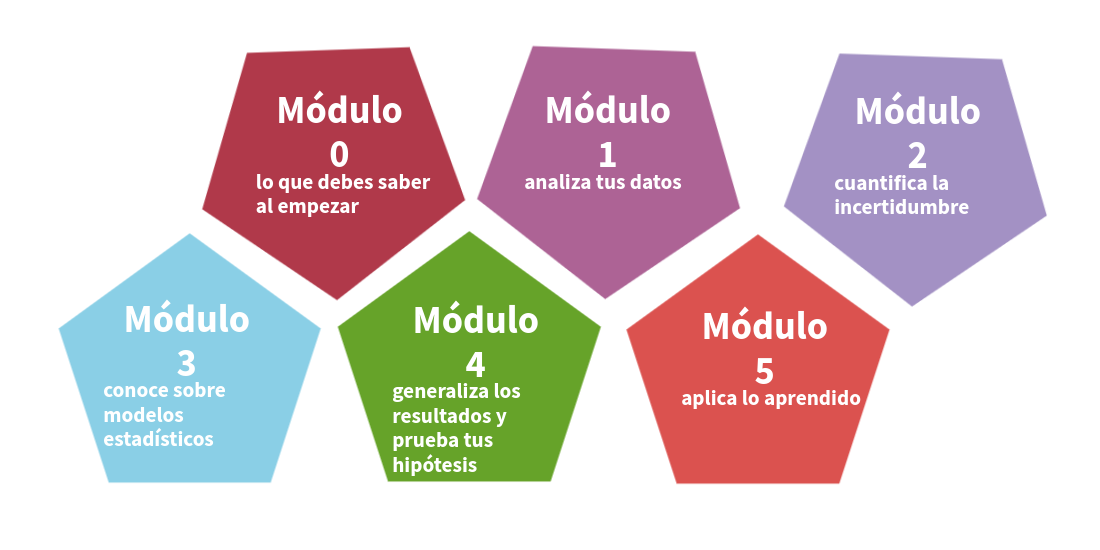 Módulo
0
lo que debes saber
al empezar
Módulo
1
analiza tus datos
Módulo
2
cuantifica la
incertidumbre
Módulo
3
conoce sobre
modelos
estadísticos
Módulo
4
generaliza los
resultados y
prueba tus
hipótesis
Módulo
5
aplica lo aprendido